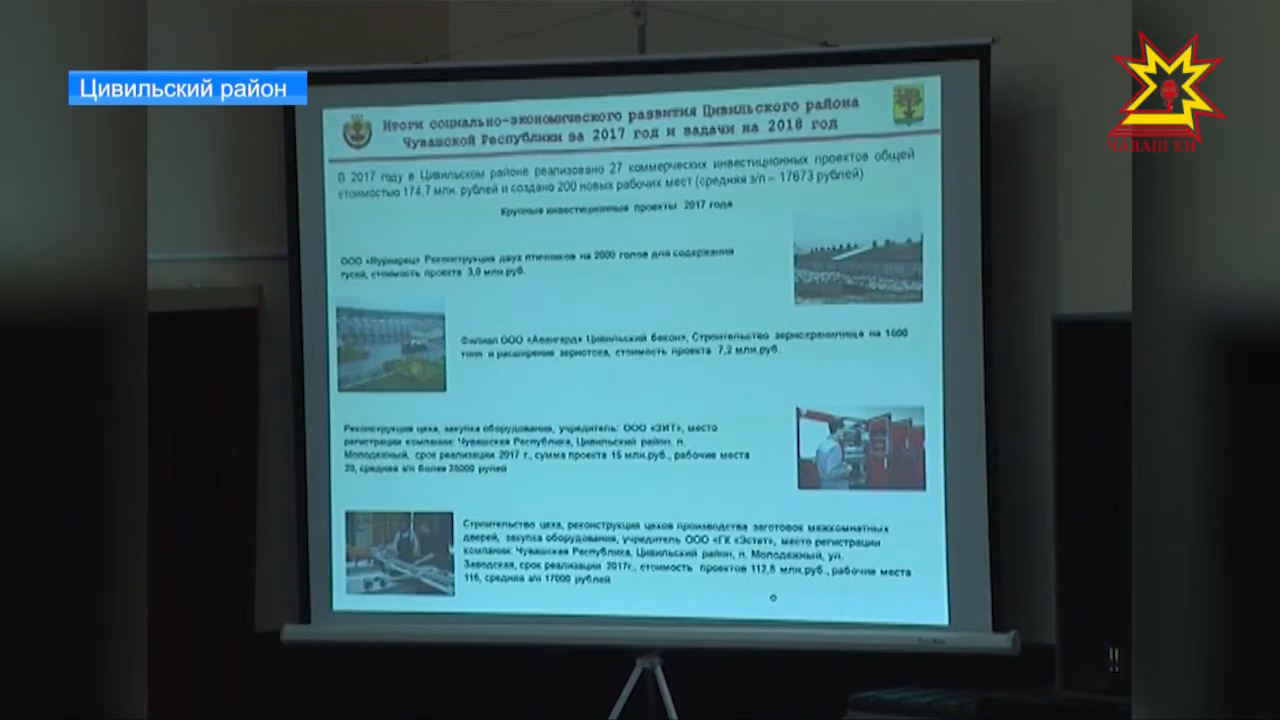 Цивильский район
ЧĂВАШ ЕН
Итоги социально-экономического развития Цивильского района
Чувашской Республики за 2017 год и задачи на 2018 год
В 2017 году в Цивильском районе реализовано 27 коммерческих инвестиционных проектов общей
стоимостью 174,7 млн. рублей и создано 200 новых рабочих мест (средняя з/п – 17673 рублей)
Крупные инвестиционные проекты 2017 года
ООО «Вурнарец» Реконструкция двух птичников на 2000 голов для содержания
гусей, стоимость проекта 3,0 млн.руб.
Филиал ООО «Авангард» Цивильский бекон», Строительство зернохранилища на 1500
тонн и расширение зернотока, стоимость проекта 7,2 млн.руб.
Реконструкция цеха, закупка оборудования, учредитель: ООО «ЗИТ», место
регистрации компании: Чувашская Республика, Цивильский район, п.
Молодежный, срок реализации 2017 г., сумма проекта 15 млн.руб., рабочие места
20, средняя з/п более 25000 рулей
Строительство цеха, реконструкция цехов производства заготовок межкомнатных
дверей, закупка оборудования, учредитель ООО «ГК «Эстет», место регистрации
компании: Чувашская Республика, Цивильский район, п. Молодежный, ул.
Заводская, срок реализации 2017г., стоимость проектов 112,5 млн.руб., рабочие места
116, средняя з/п 17000 рублей